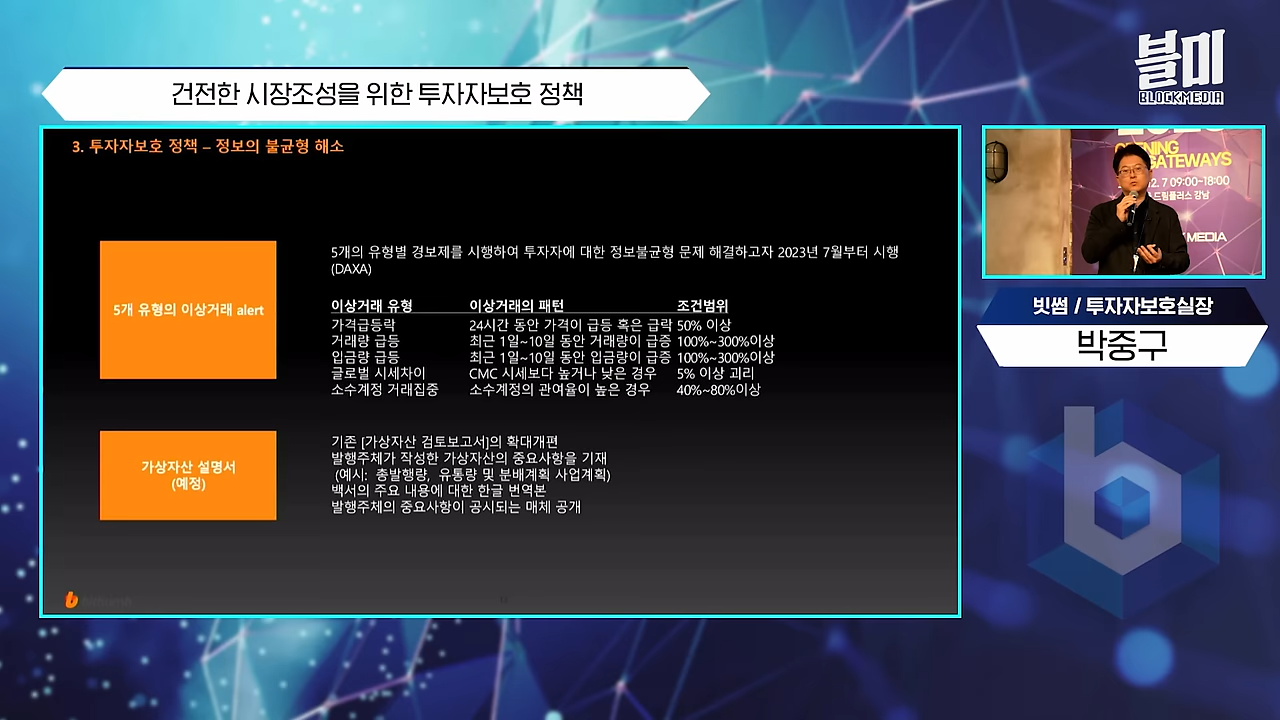 블미
BLOCKMEDIA
건전한 시장조성을 위한 투자자보호 정책
3. 투자자보호 정책 – 정보의 불균형 해소
5개 유형의 이상거래 alert
5개의 유형별 경보제를 시행하여 투자자에 대한 정보불균형 문제 해결하고자 2023년 7월부터 시행
(DAXA)
이상거래 유형 이상거래의 패턴 조건범위
가격급등락 24시간 동안 가격이 급등 혹은 급락 50% 이상
거래량 급등 최근 1일~10일 동안 거래량이 급증 100%~300%이상
입금량 급등 최근 1일~10일 동안 입금량이 급증 100%~300%이상
글로벌 시세차이 CMC 시세보다 높거나 낮은 경우 5% 이상 괴리
소수계정 거래집중 소수계정의 관여율이 높은 경우 40%~80%이상
가상자산 설명서
(예정)
기존 [가상자산 검토보고서]의 확대개편
발행주체가 작성한 가상자산의 중요사항을 기재
(예시: 총발행량, 유통량 및 분배계획 사업계획)
백서의 주요 내용에 대한 한글 번역본
발행주체의 중요사항이 공시되는 매체 공개
bithumb
OPENING
GATEWAYS
2. 7 09:00~18:00
드림플러스 강남
MEDIA
빗썸 / 투자자보호실장
박중구